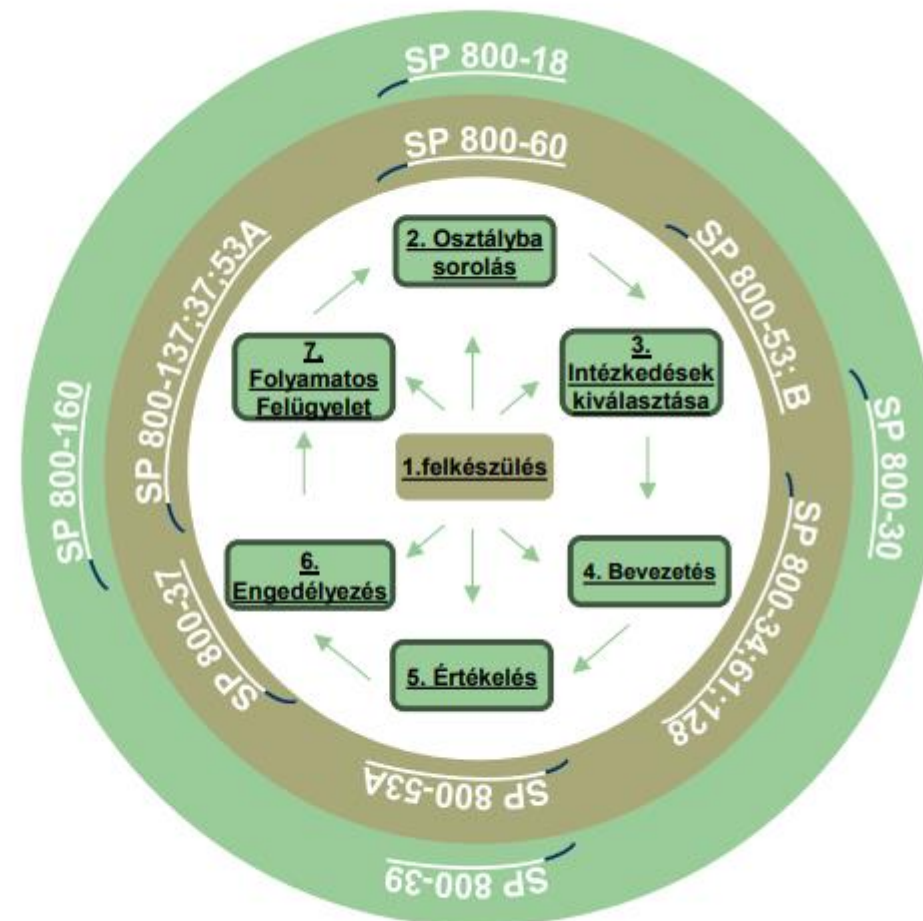 SP 800-18
SP 800-60
SP 800-53; B
SP 800-30
SP 800-34;61;128
SP 800-53A
SP 800-39
SP 800-37
SP 800-137;37;53A
SP 800-160
1.felkészülés
2. Osztályba
sorolás
3.
Intézkedések
kiválasztása
4. Bevezetés
5. Értékelés
6.
Engedélyezés
7.
Folyamatos
Felügyelet